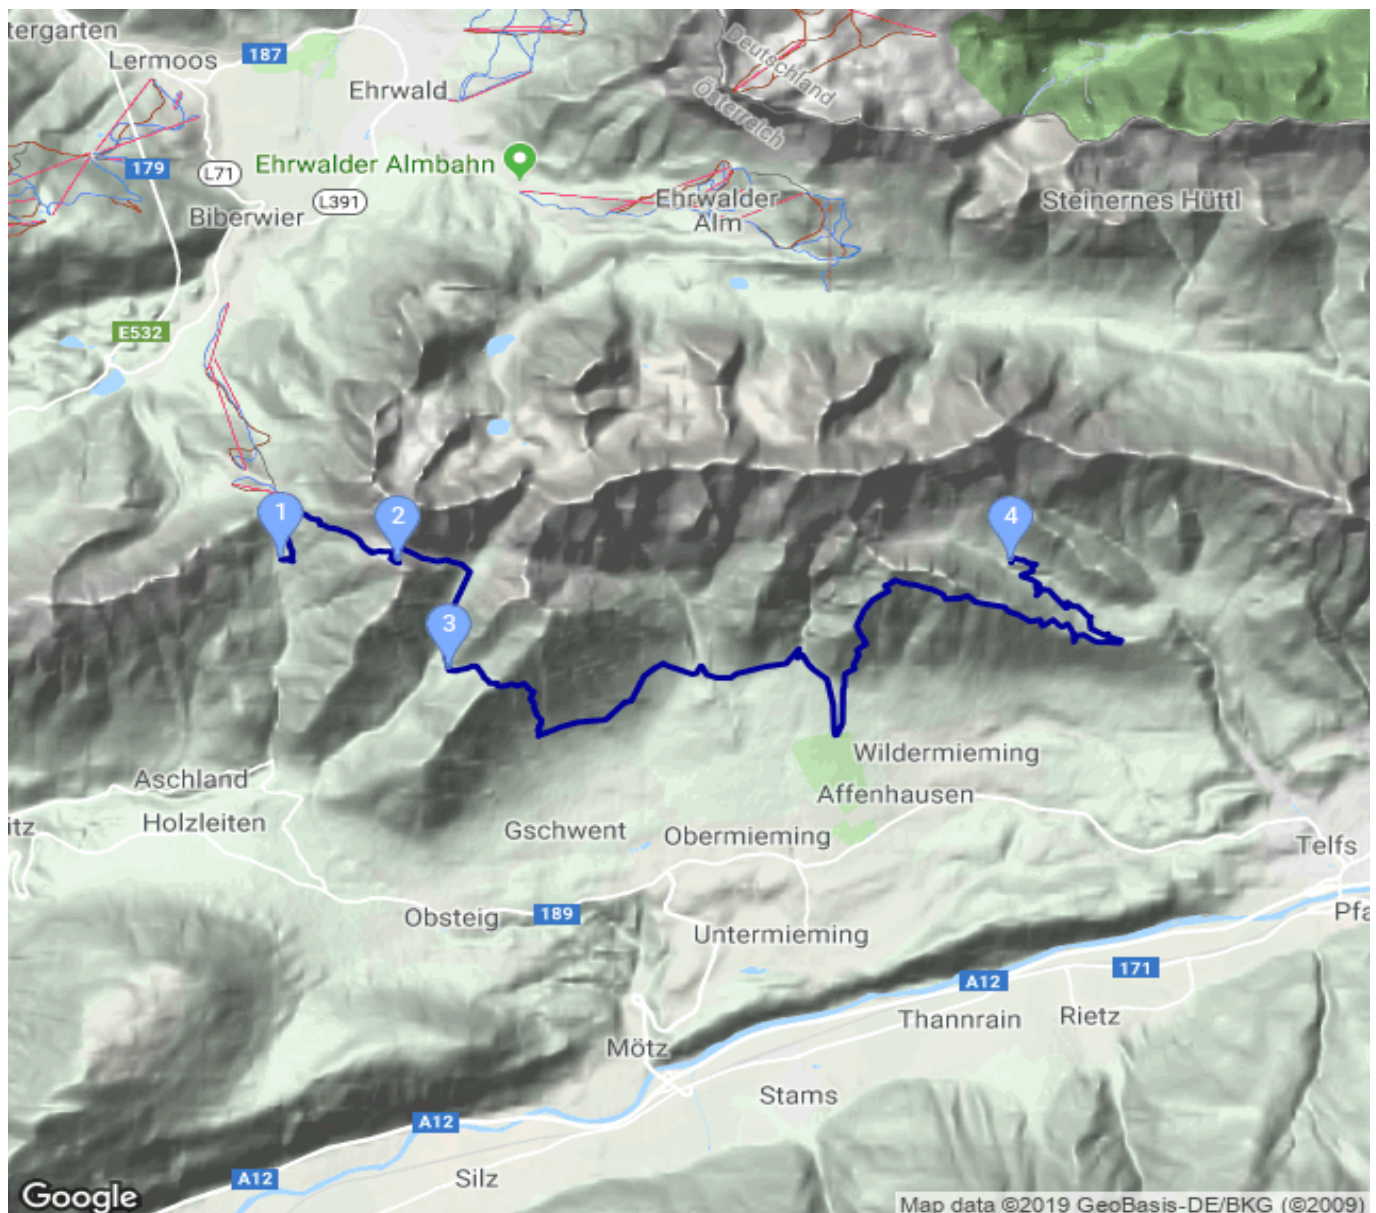 tergarten
Lermoos
187
Ehrwald
Deutschland
Österreich
Ehrwalder Almbahn
179
L71
L391
Biberwier
Ehrwalder
Alm
Steinernes Hüttl
E532
1
2
4
3
Wildermieming
Aschland
Affenhausen
itz
Holzleiten
Gschwent
Obermieming
Telfs
Obsteig
189
Pfa
Untermieming
A12
171
Thannrain
Rietz
Mötz
Stams
A12
A12
Silz
Google
Map data ©2019 GeoBasis-DE/BKG (©2009)